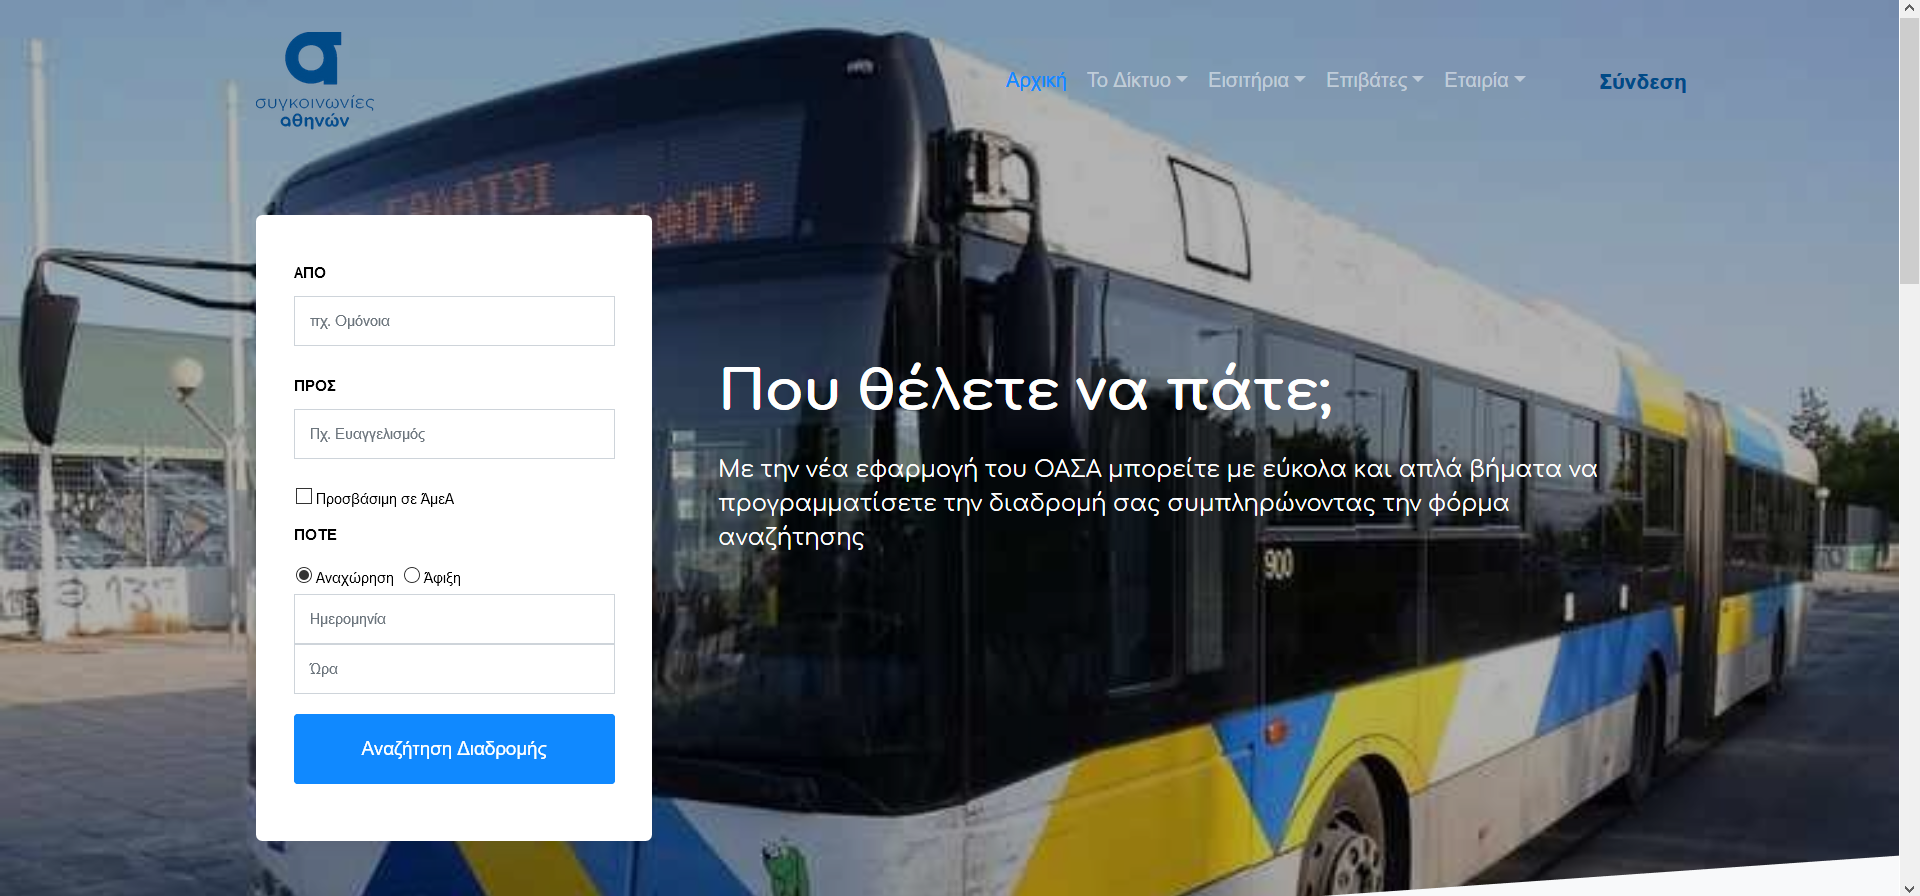 συγκοινωνίες
αθηνών
Αρχική
Το Δίκτυο
Εισιτήρια
Επιβάτες
Εταιρία
Σύνδεση
ΑΠΟ
πχ. Ομόνοια
ΠΡΟΣ
Πχ. Ευαγγελισμός
Προσβάσιμη σε ΆμεΑ
ΠΟΤΕ
Αναχώρηση Άφιξη
Ημερομηνία
Ώρα
Αναζήτηση Διαδρομής
Που θέλετε να πάτε;
Με την νέα εφαρμογή του ΟΑΣΑ μπορείτε με εύκολα και απλά βήματα να
προγραμματίσετε την διαδρομή σας συμπληρώνοντας την φόρμα
αναζήτησης
900